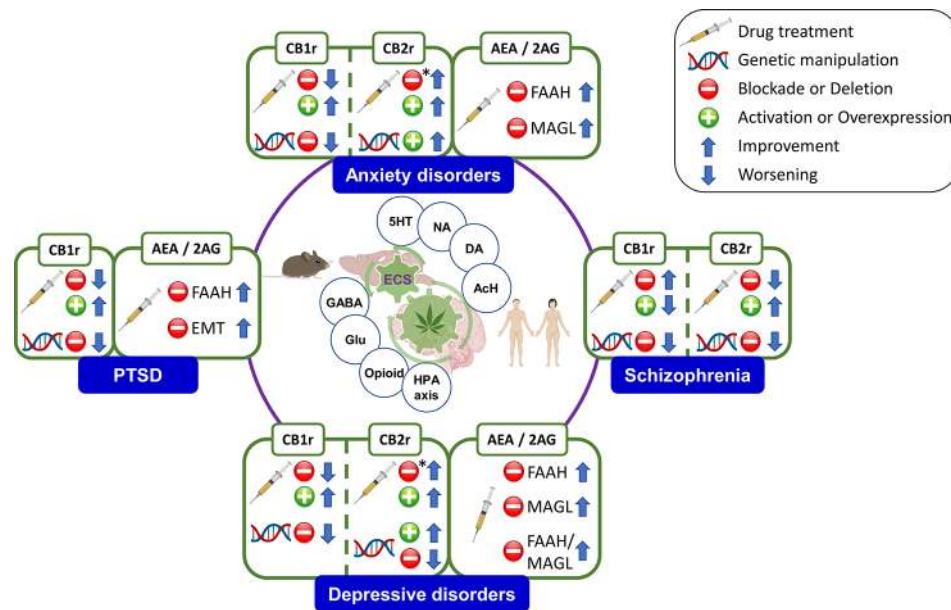 CB1r
CB2r
AEA / 2AG
*
FAAH
MAGL
Anxiety disorders
Drug treatment
Genetic manipulation
Blockade or Deletion
Activation or Overexpression
Improvement
Worsening
CB1r
AEA / 2AG
FAAH
EMT
PTSD
5HT
NA
DA
AcH
ECS
GABA
Glu
Opioid
HPA
axis
CB1r
CB2r
Schizophrenia
CB1r
CB2r
AEA / 2AG
*
FAAH
MAGL
FAAH/
MAGL
Depressive disorders